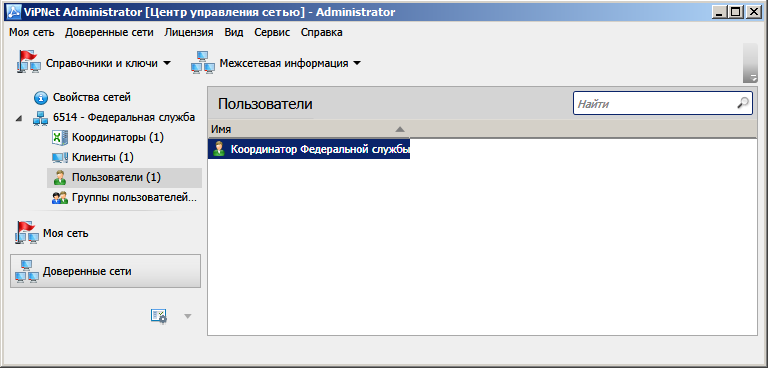 ViPNet Administrator [Центр управления сетью] - Administrator
Моя сеть Доверенные сети Лицензия Вид Сервис Справка
Справочники и ключи Межсетевая информация
Свойства сетей
6514 - Федеральная служба
Координаторы (1)
Клиенты (1)
Пользователи (1)
Группы пользователей...
Моя сеть
Доверенные сети
Пользователи
Найти
Имя
Координатор Федеральной службы